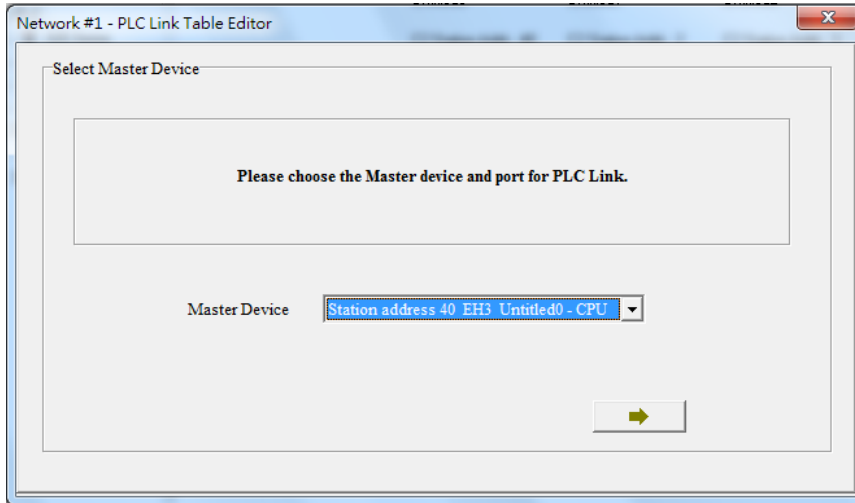 Network #1 - PLC Link Table Editor
Select Master Device
Please choose the Master device and port for PLC Link.
Master Device
Station address 40 EH3 Untitled0 - CPU